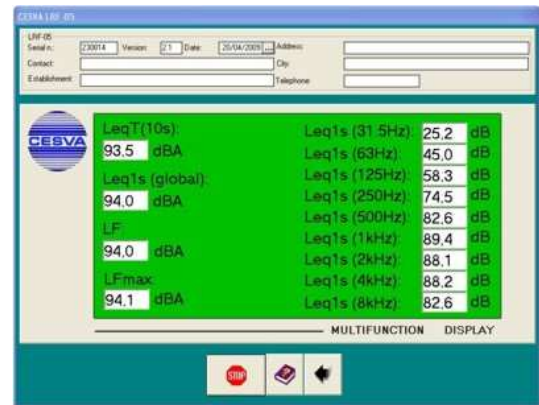 CESVA LRF-05
LRF-05
Serial n.: 230014 Version: 2.1 Date: 20/04/2009 ... Address:
Contact: City:
Establishment: Telephone:
CESVA
LeqT(10s):
93.5 dBA
Leq1s (global):
94.0 dBA
LF:
94.0 dBA
LFmax:
94.1 dBA
Leq1s (31.5Hz): 25.2 dB
Leq1s (63Hz): 45.0 dB
Leq1s (125Hz): 58.3 dB
Leq1s (250Hz): 74.5 dB
Leq1s (500Hz): 82.6 dB
Leq1s (1kHz): 89.4 dB
Leq1s (2kHz): 88.1 dB
Leq1s (4kHz): 88.2 dB
Leq1s (8kHz): 82.6 dB
MULTIFUNCTION DISPLAY
STOP